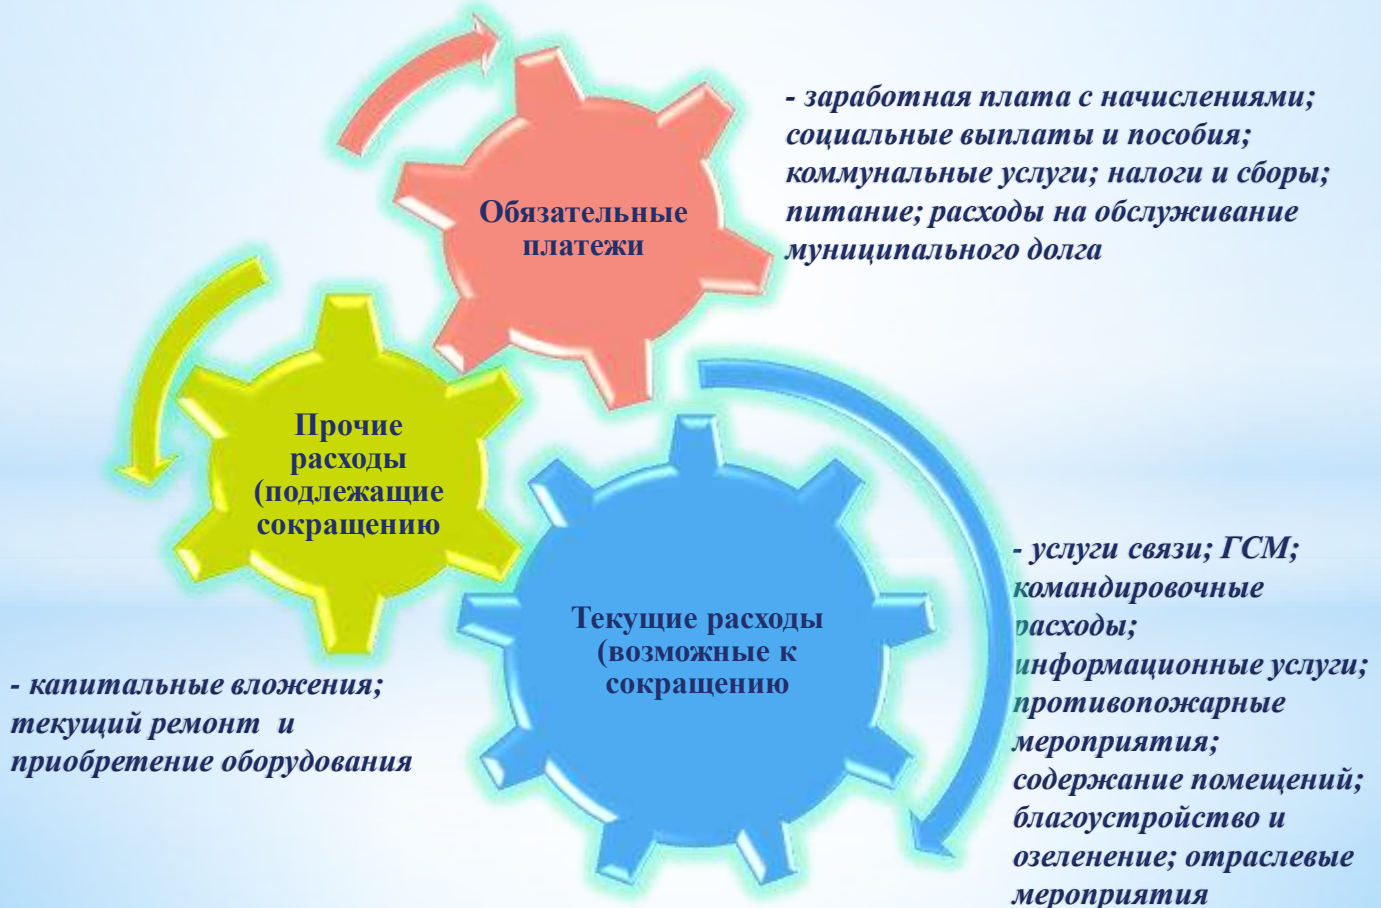 - заработная плата с начислениями;
социальные выплаты и пособия;
коммунальные услуги; налоги и сборы;
питание; расходы на обслуживание
муниципального долга
Обязательные
платежи
Прочие
расходы
(подлежащие
сокращению
Текущие расходы
(возможные к
сокращению
- услуги связи; ГСМ;
командировочные
расходы;
информационные услуги;
противопожарные
мероприятия;
содержание помещений;
благоустройство и
озеленение; отраслевые
мероприятия
- капитальные вложения;
текущий ремонт и
приобретение оборудования